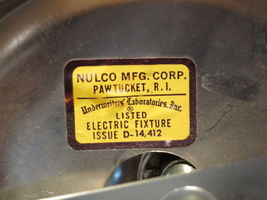 NULCO MFG. CORP.
PAWTUCKET, R.I.
Underwriters' Laboratories, Inc.
®
LISTED
ELECTRIC FIXTURE
ISSUE D-14,412